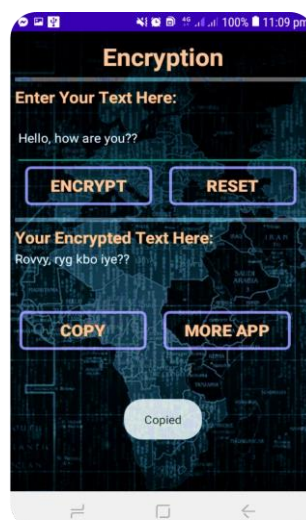 4G 100% 11:09 pm
Encryption
Enter Your Text Here:
Hello, how are you??
ENCRYPT RESET
Your Encrypted Text Here:
Rovvy, ryg kbo iye??
COPY MORE APP
Copied